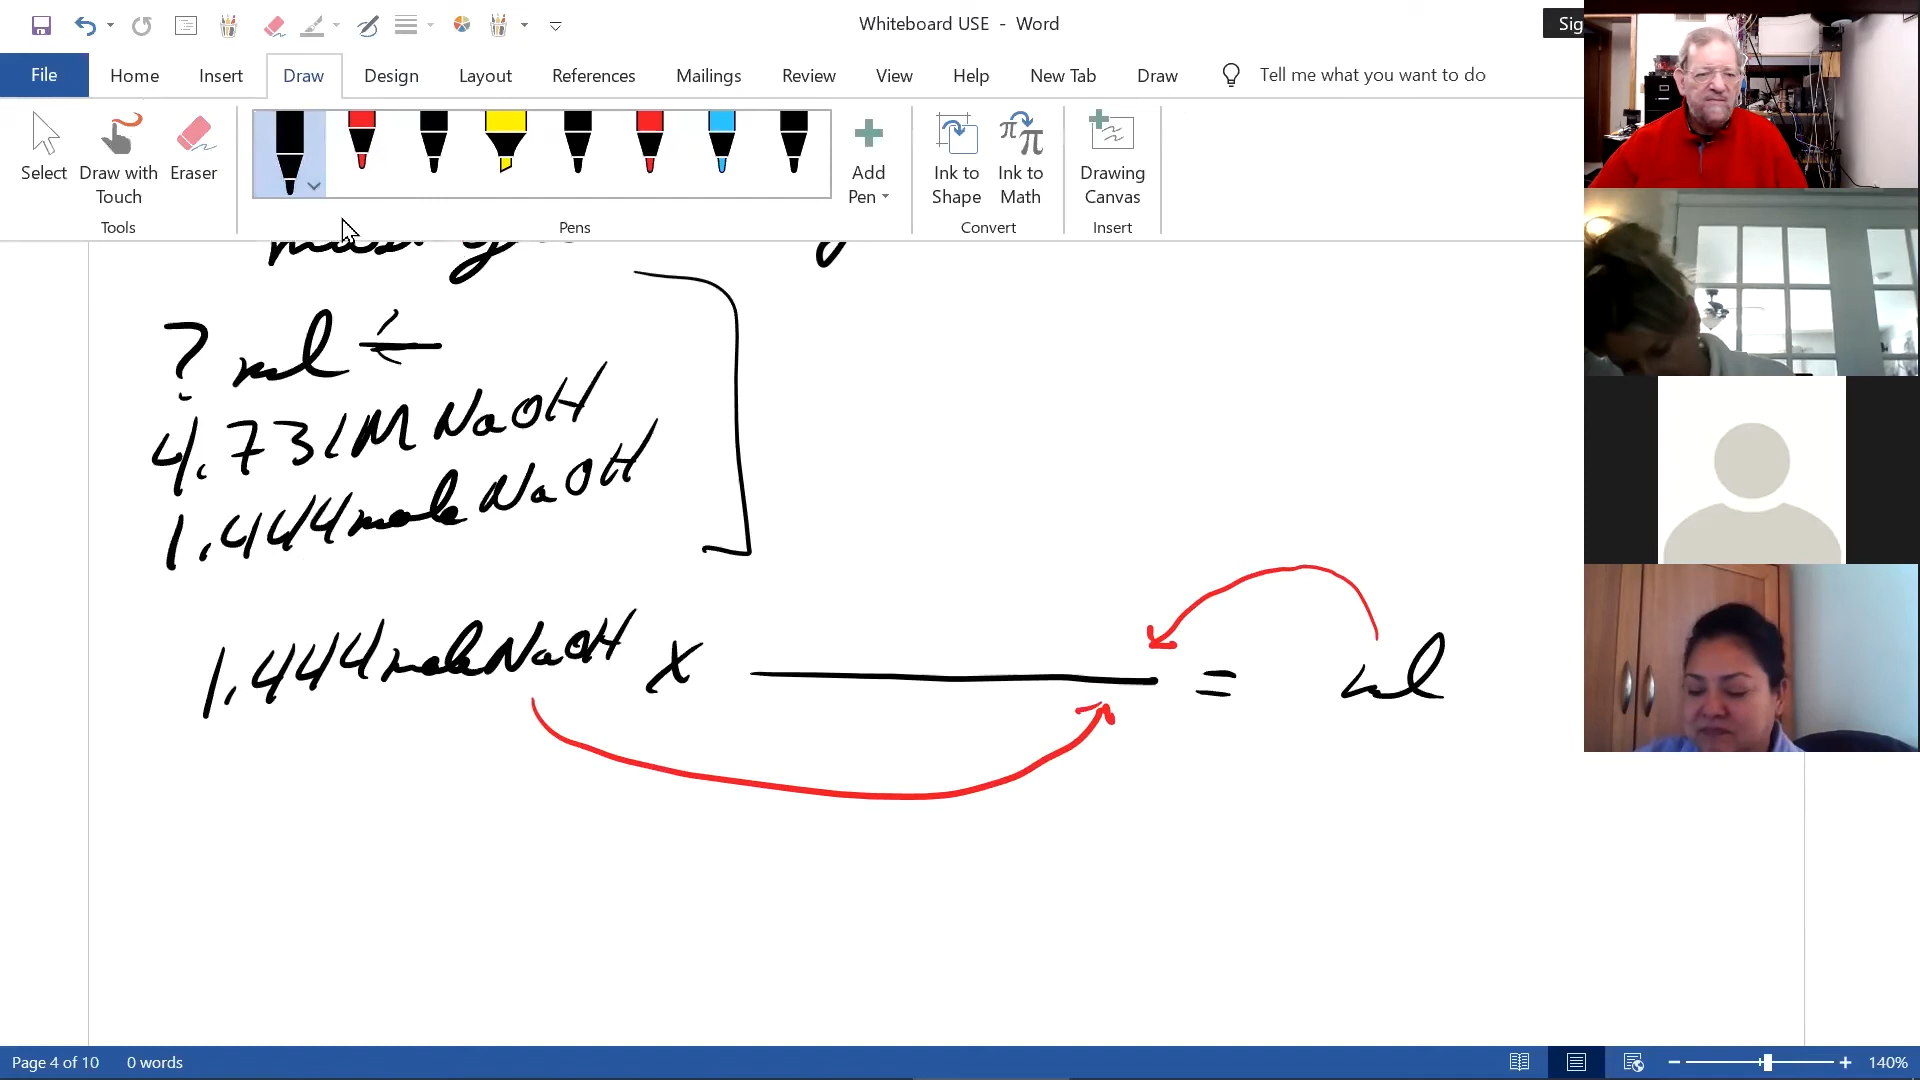 Whiteboard USE - Word
Sig
File Home Insert Draw Design Layout References Mailings Review View Help New Tab Draw Tell me what you want to do
Select Draw with Touch Eraser Add Pen Ink to Shape Ink to Math Drawing Canvas
Tools Pens Convert Insert
? ml ←
4.731M NaOH
1.444mole NaOH
1.444mole NaOH x = ml
Page 4 of 10 0 words 140%